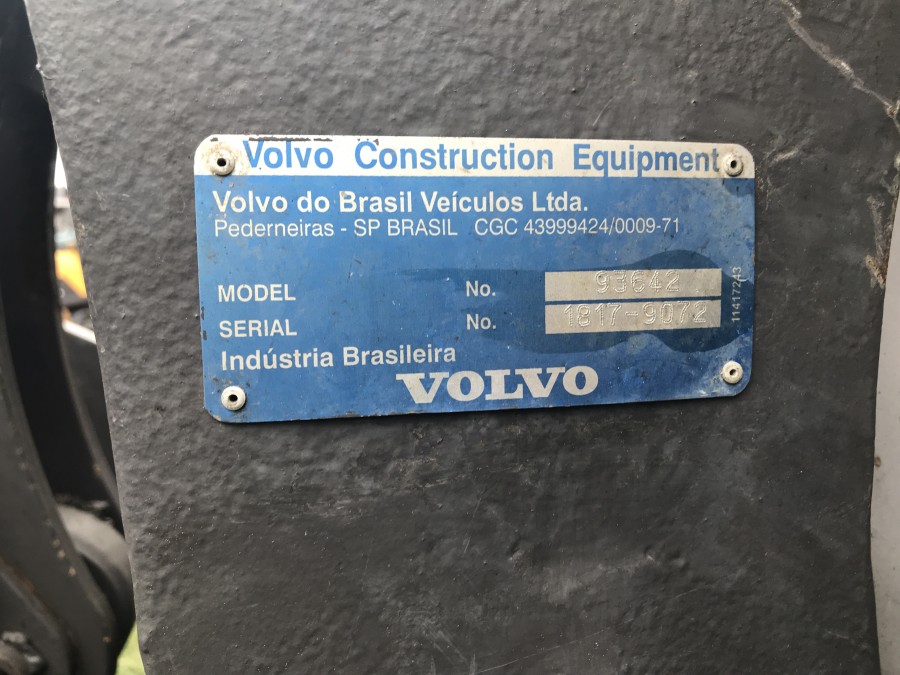 Volvo Construction Equipment
Volvo do Brasil Veículos Ltda.
Pederneiras - SP BRASIL CGC 43999424/0009-71
MODEL No. 93642
SERIAL No. 1817-9072
Indústria Brasileira
VOLVO
11417243